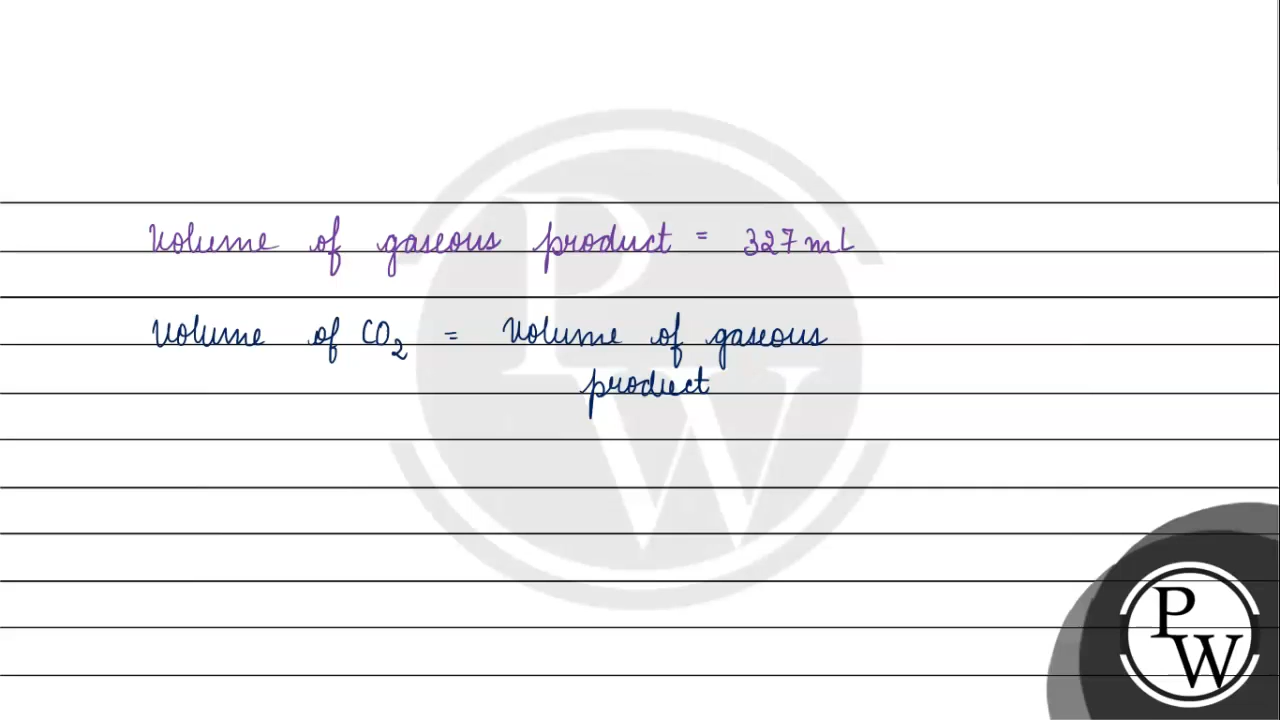 Volume of gaseous product = 327 mL
Volume of CO₂ = Volume of gaseous
product
P
W
P
W